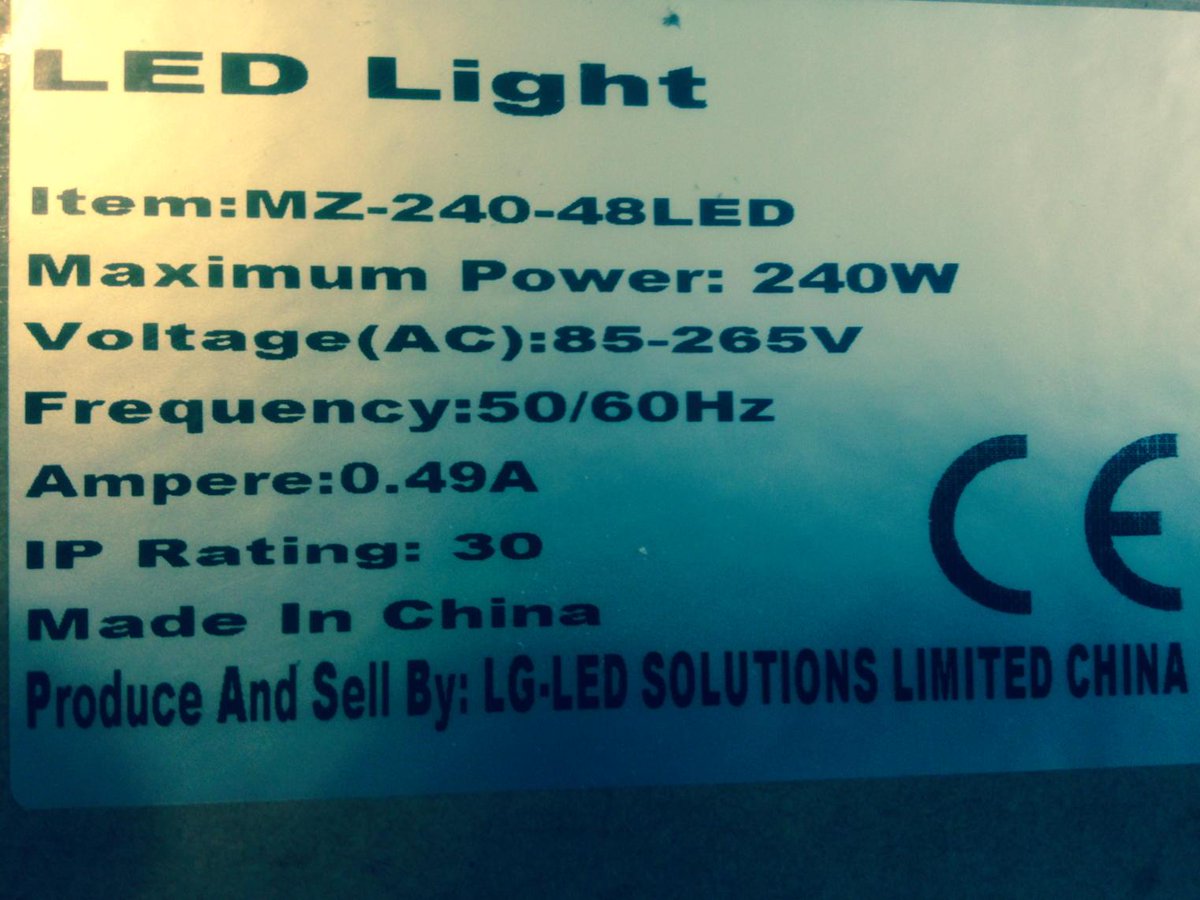 LED Light
Item:MZ-240-48LED
Maximum Power: 240W
Voltage(AC):85-265V
Frequency:50/60Hz
Ampere:0.49A
IP Rating: 30
CE
Made In China
Produce And Sell By: LG-LED SOLUTIONS LIMITED CHINA